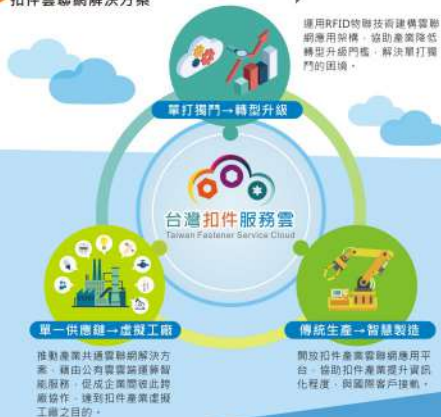 扣件雲聯網解決方案
運用RFID物聯技術建構雲聯
網應用架構，協助產業降低
轉型升級門檻，解決單打獨
鬥的困境。
單打獨鬥→轉型升級
台灣扣件服務雲
Taiwan Fastener Service Cloud
單一供應鏈→虛擬工廠
推動產業共通雲聯網解決方
案，藉由公有雲雲端運算智
能服務，促成企業間彼此跨
廠協作，達到扣件產業虛擬
工廠之目的。
傳統生產→智慧製造
開放扣件產業雲聯網應用平
台，協助扣件產業提升資訊
化程度，與國際客戶接軌。